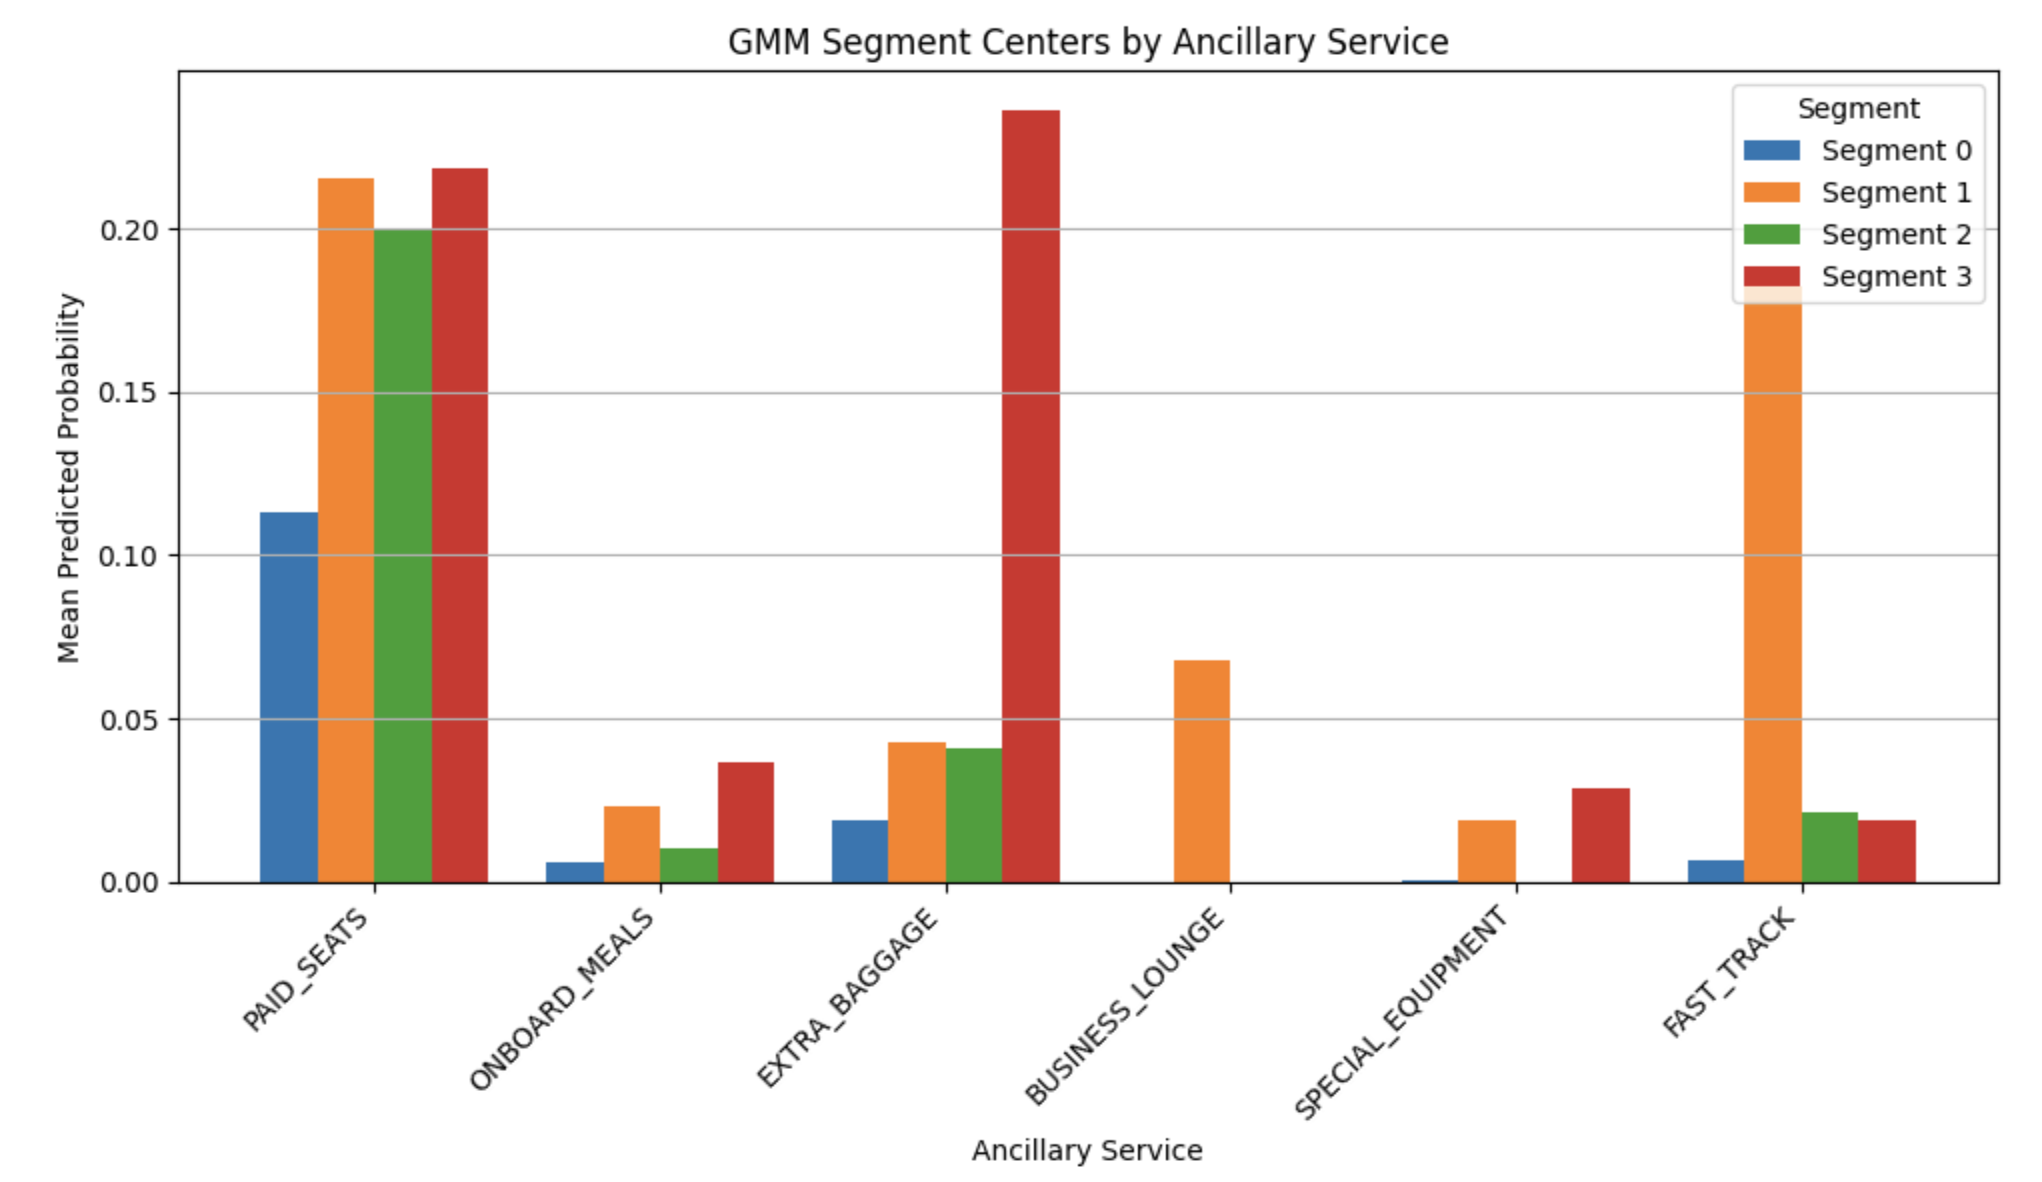 GMM Segment Centers by Ancillary Service
Segment
Segment 0
Segment 1
Segment 2
Segment 3
Mean Predicted Probability
0.20
0.15
0.10
0.05
0.00
PAID_SEATS
ONBOARD_MEALS
EXTRA_BAGGAGE
BUSINESS_LOUNGE
SPECIAL_EQUIPMENT
FAST_TRACK
Ancillary Service